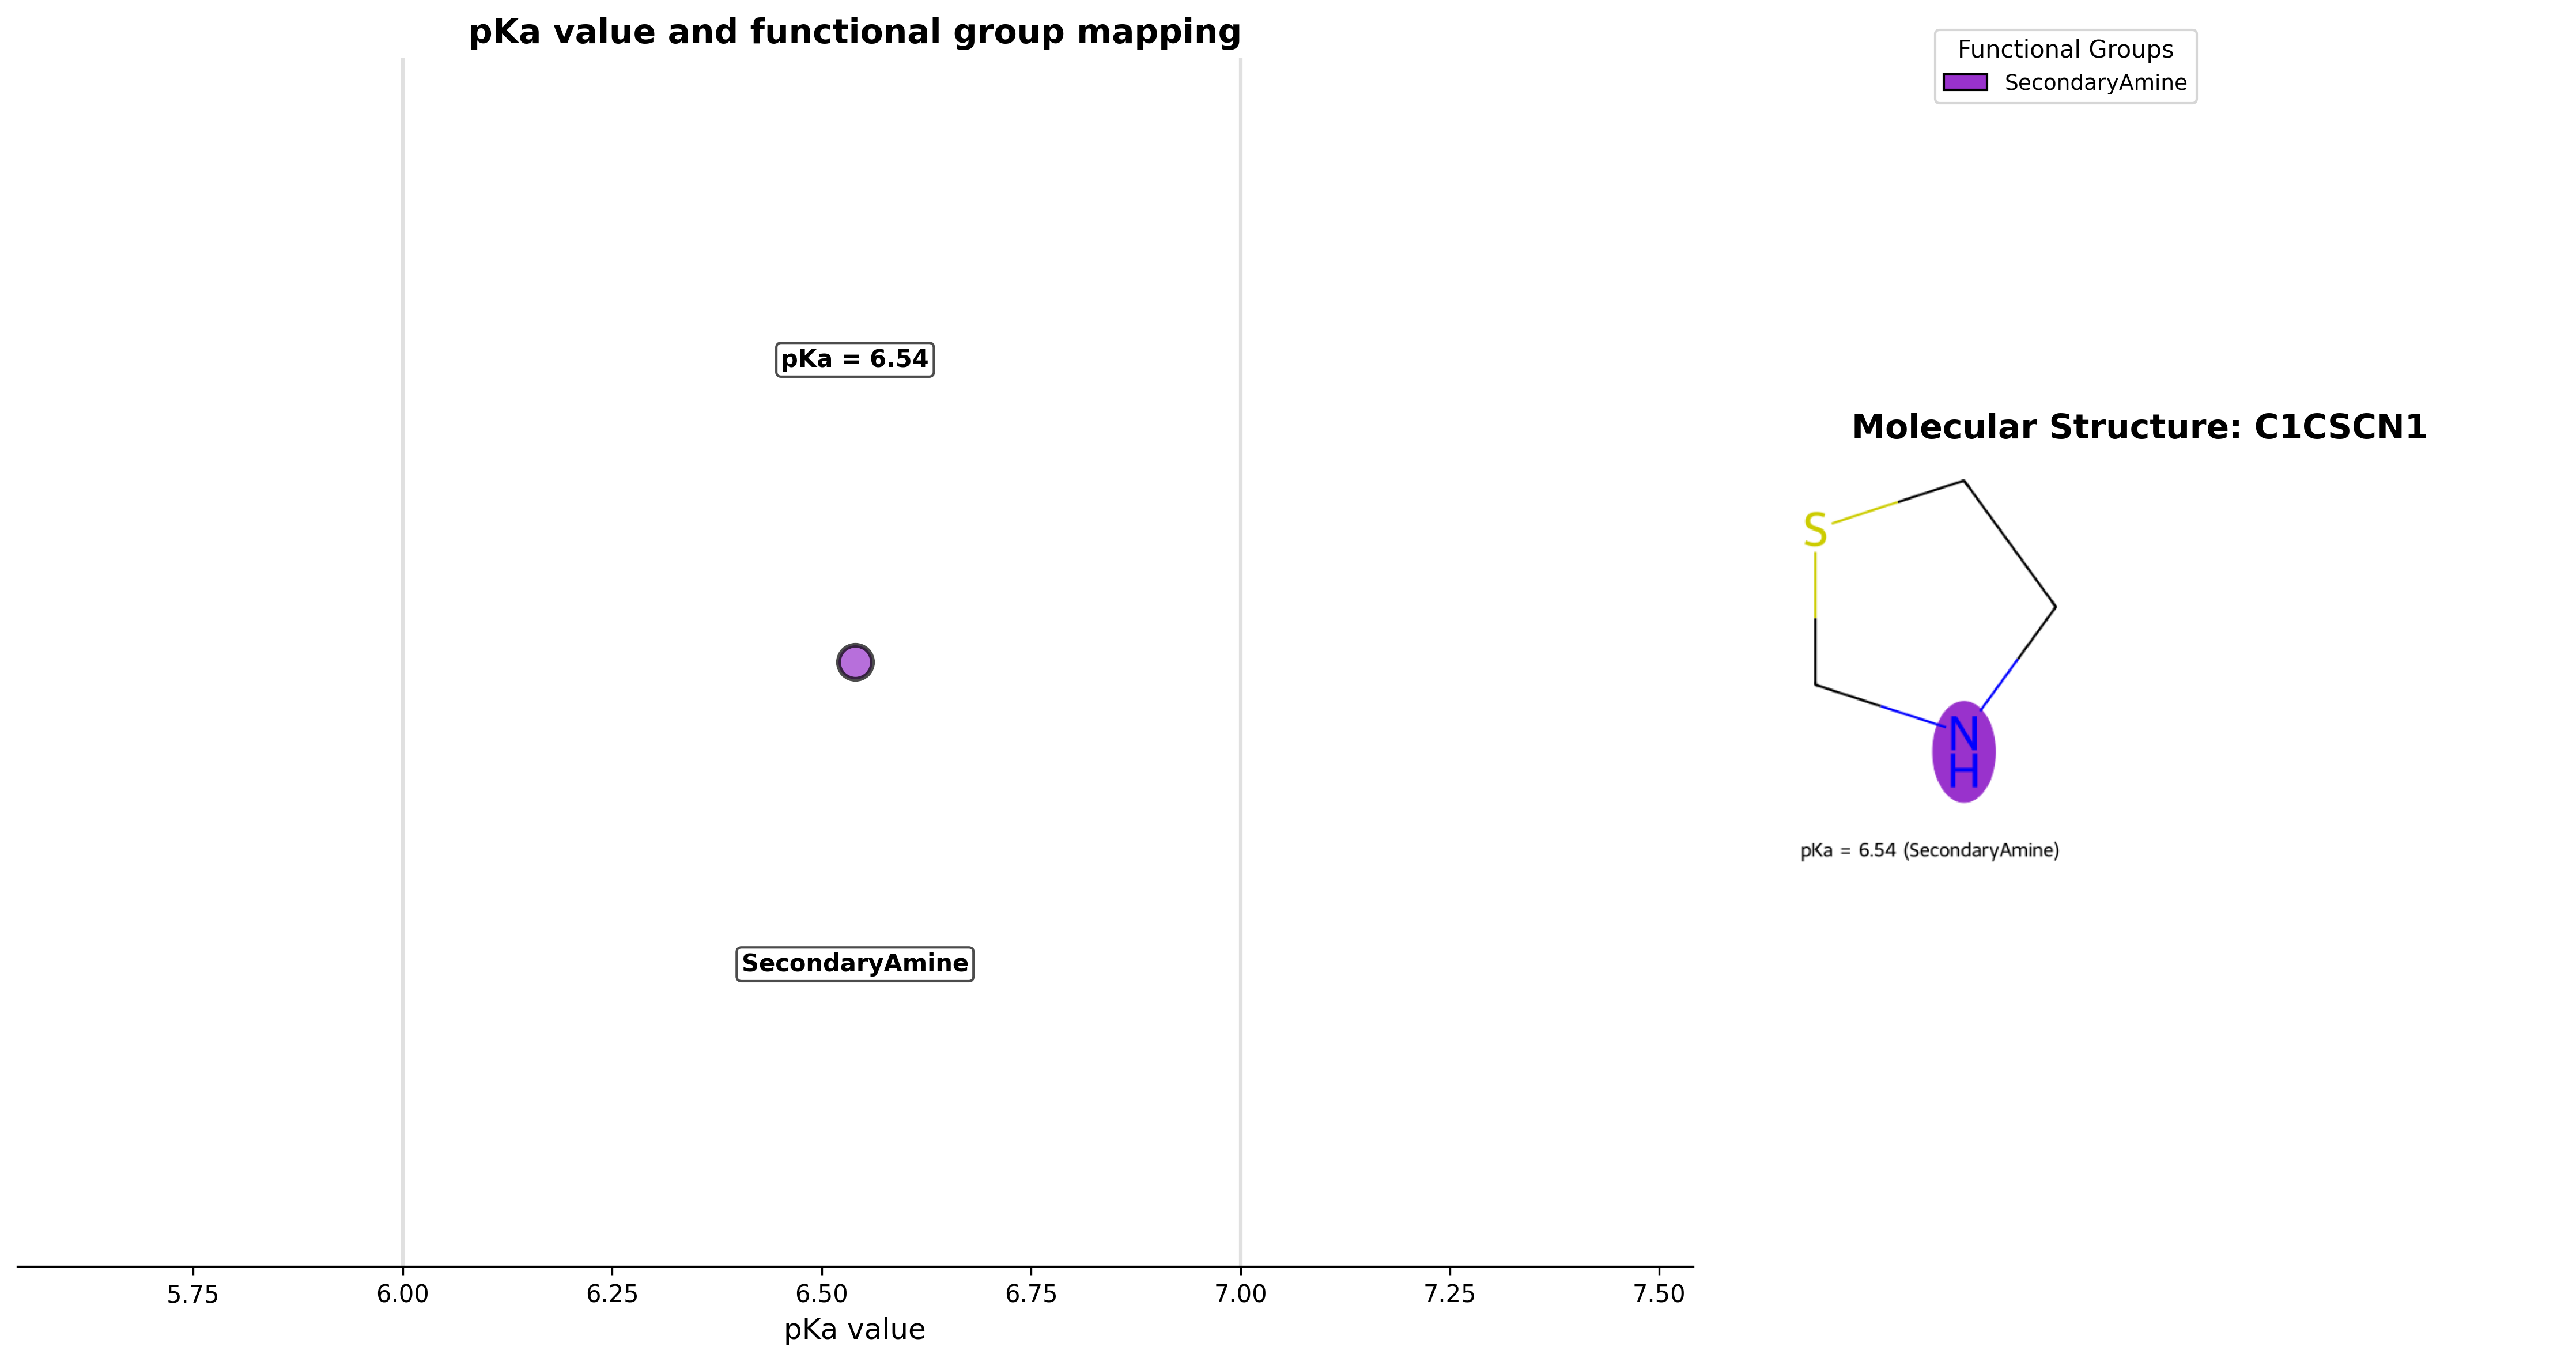 pKa value and functional group mapping
pKa = 6.54
SecondaryAmine
5.75 6.00 6.25 6.50 6.75 7.00 7.25 7.50
pKa value
Functional Groups
SecondaryAmine
Molecular Structure: C1CSCN1
S
N
H
pKa = 6.54 (SecondaryAmine)